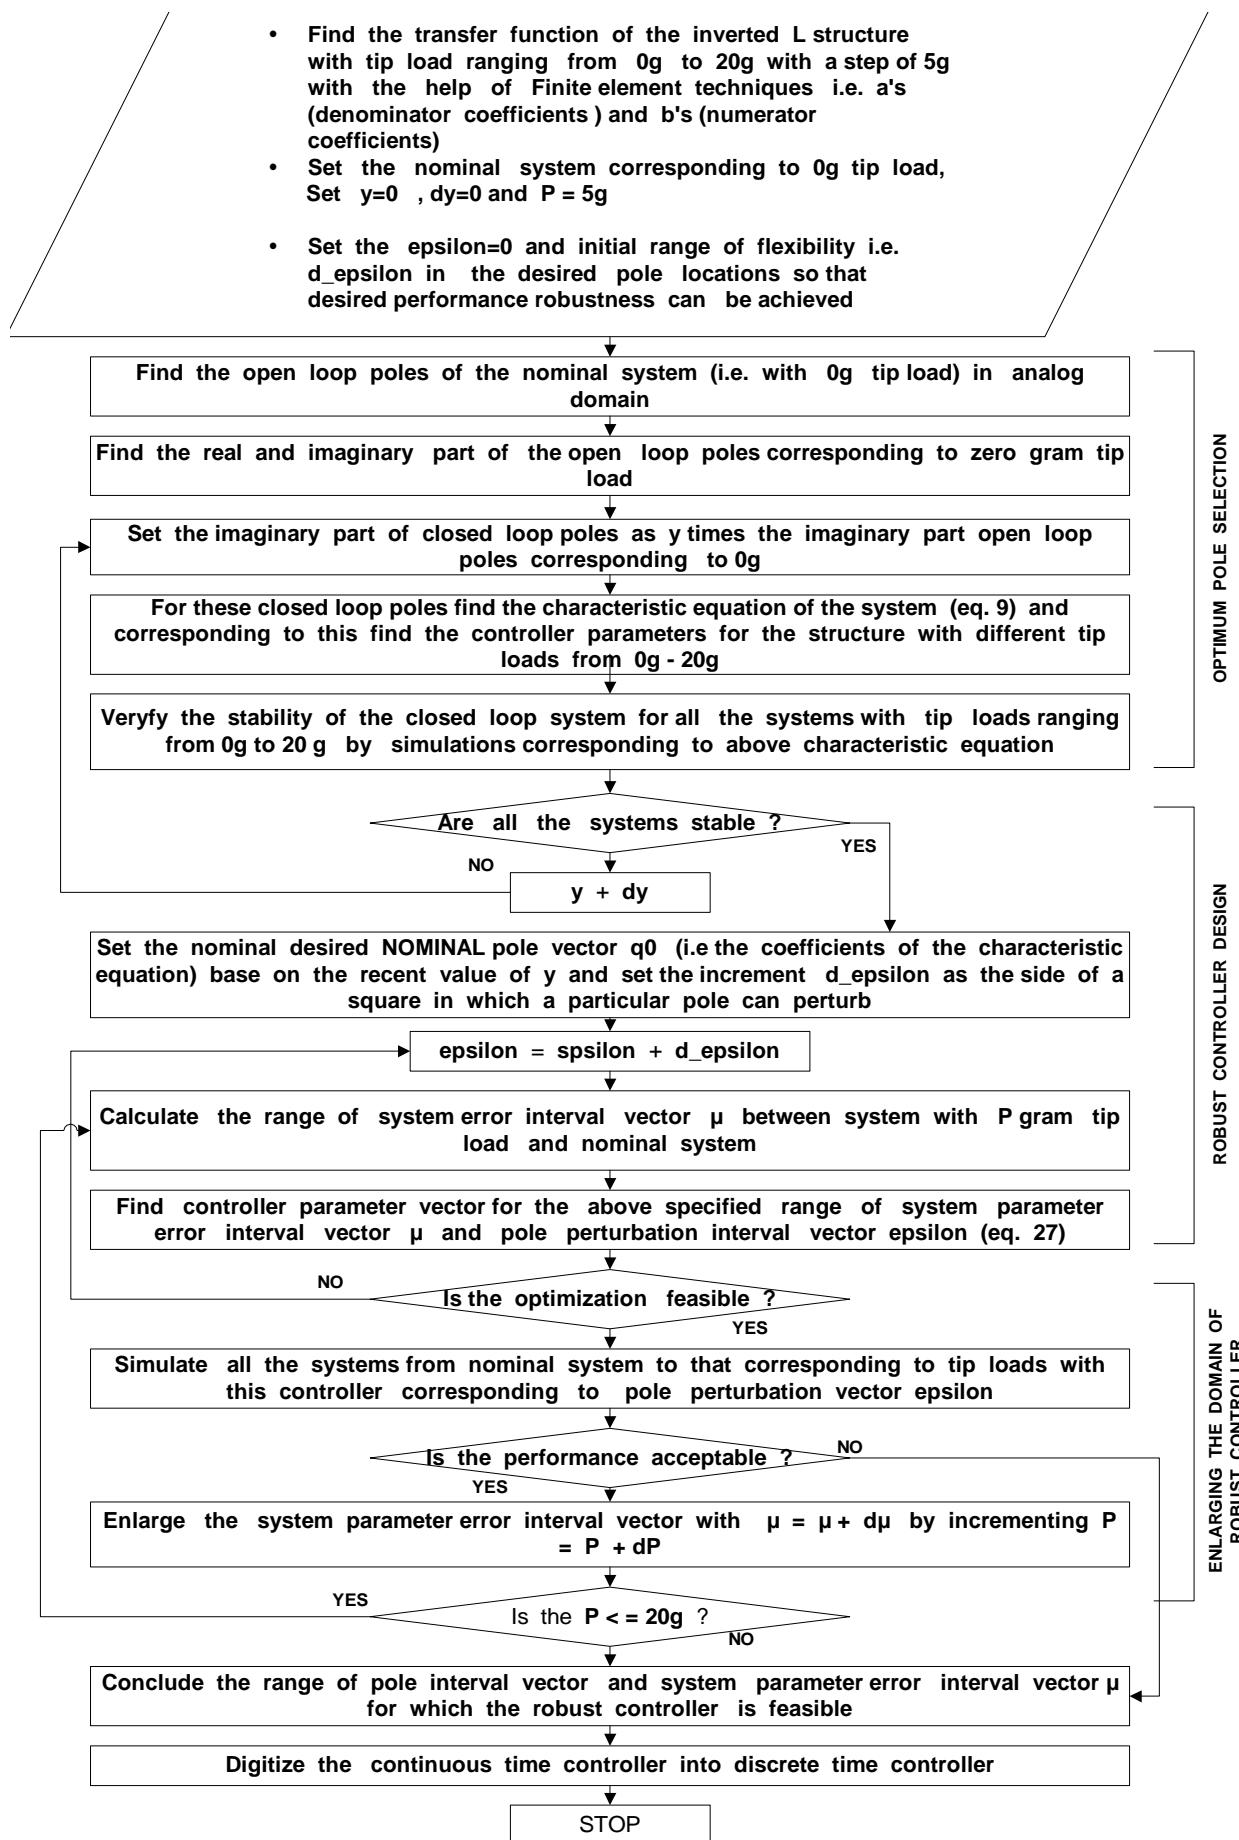 • Find the transfer function of the inverted L structure
with tip load ranging from 0g to 20g with a step of 5g
with the help of Finite element techniques i.e. a's
(denominator coefficients ) and b's (numerator
coefficients)
• Set the nominal system corresponding to 0g tip load,
Set y=0 , dy=0 and P = 5g
• Set the epsilon=0 and initial range of flexibility i.e.
d_epsilon in the desired pole locations so that
desired performance robustness can be achieved
Find the open loop poles of the nominal system (i.e. with 0g tip load) in analog
domain
Find the real and imaginary part of the open loop poles corresponding to zero gram tip
load
Set the imaginary part of closed loop poles as y times the imaginary part open loop
poles corresponding to 0g
For these closed loop poles find the characteristic equation of the system (eq. 9) and
corresponding to this find the controller parameters for the structure with different tip
loads from 0g - 20g
Veryfy the stability of the closed loop system for all the systems with tip loads ranging
from 0g to 20 g by simulations corresponding to above characteristic equation
OPTIMUM POLE SELECTION
Are all the systems stable ?
YES
NO
y + dy
Set the nominal desired NOMINAL pole vector q0 (i.e the coefficients of the characteristic
equation) base on the recent value of y and set the increment d_epsilon as the side of a
square in which a particular pole can perturb
epsilon = spsilon + d_epsilon
Calculate the range of system error interval vector µ between system with P gram tip
load and nominal system
Find controller parameter vector for the above specified range of system parameter
error interval vector µ and pole perturbation interval vector epsilon (eq. 27)
ROBUST CONTROLLER DESIGN
NO
Is the optimization feasible ?
YES
Simulate all the systems from nominal system to that corresponding to tip loads with
this controller corresponding to pole perturbation vector epsilon
Is the performance acceptable ?
NO
YES
Enlarge the system parameter error interval vector with µ = µ + dµ by incrementing P
= P + dP
YES
Is the P < = 20g ?
NO
ENLARGING THE DOMAIN OF
ROBUST CONTROLLER
Conclude the range of pole interval vector and system parameter error interval vector µ
for which the robust controller is feasible
Digitize the continuous time controller into discrete time controller
STOP